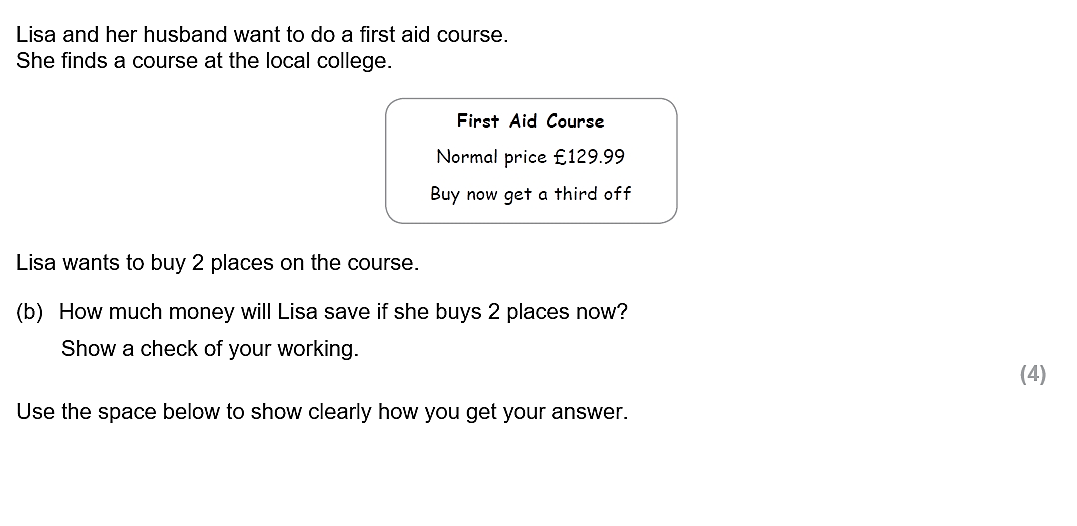 Lisa and her husband want to do a first aid course.
She finds a course at the local college.
First Aid Course
Normal price £129.99
Buy now get a third off
Lisa wants to buy 2 places on the course.
(b) How much money will Lisa save if she buys 2 places now?
Show a check of your working.
(4)
Use the space below to show clearly how you get your answer.